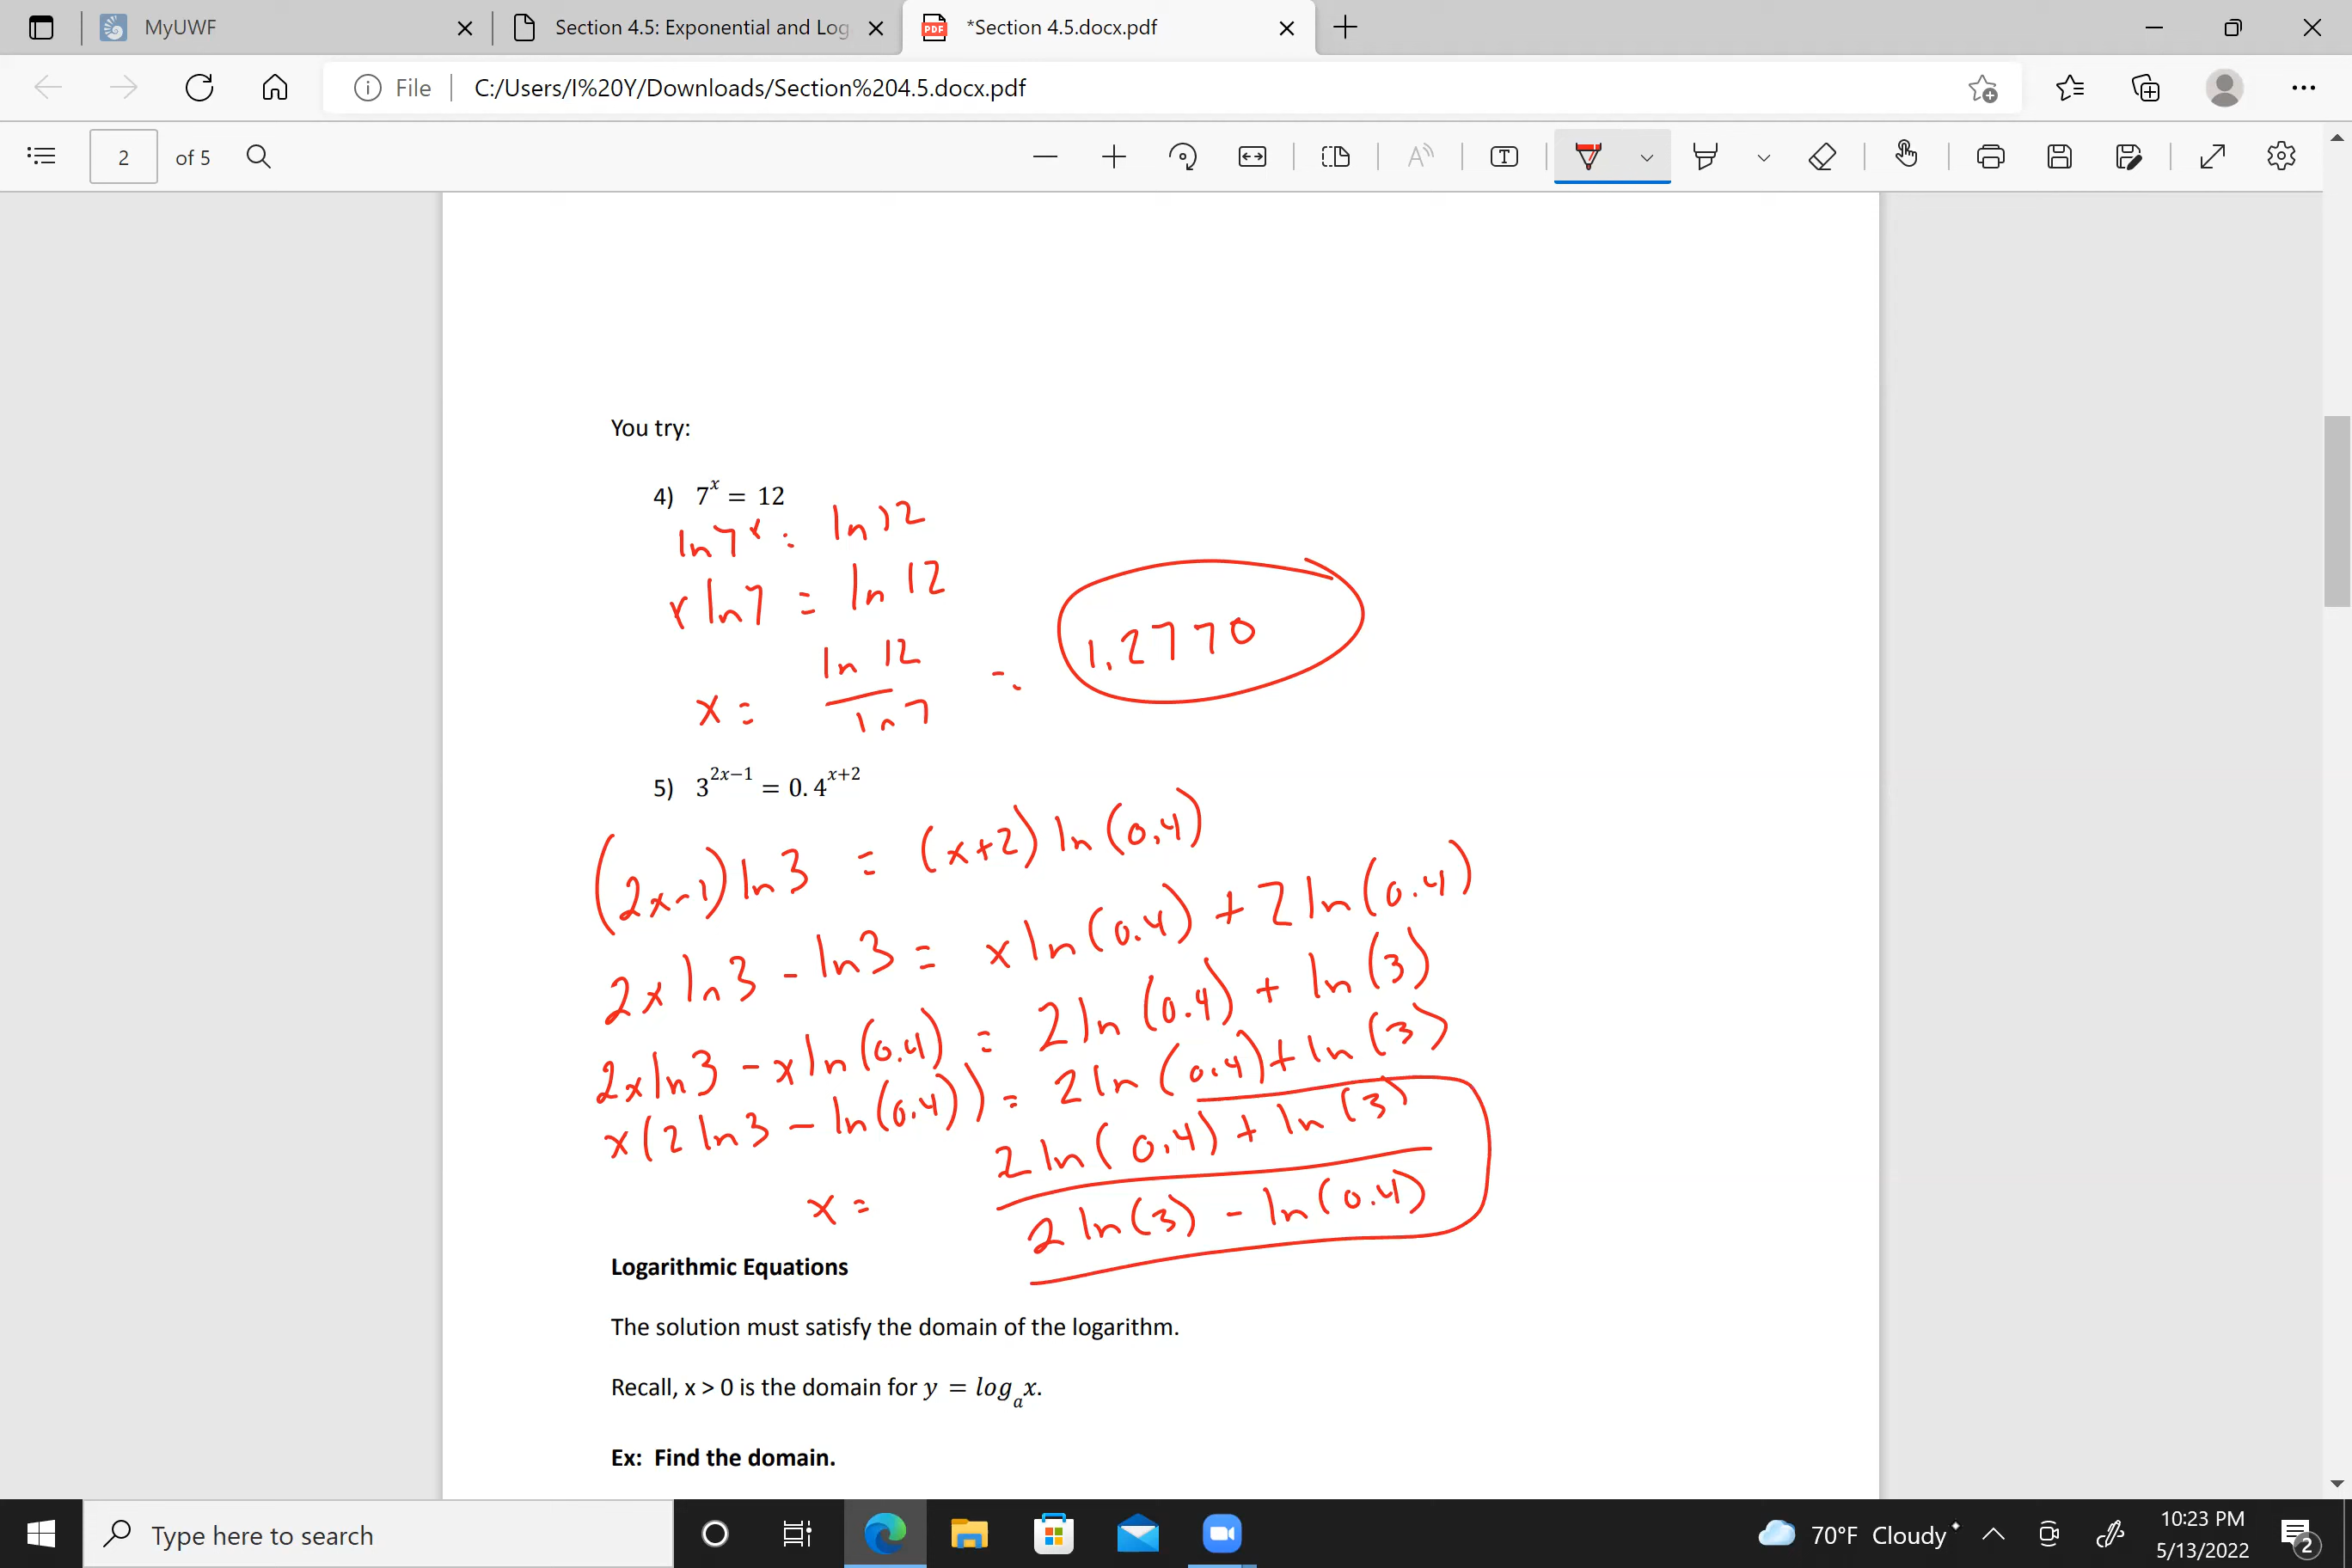 MyUWF
Section 4.5: Exponential and Log
*Section 4.5.docx.pdf
File
C:/Users/I%20Y/Downloads/Section%204.5.docx.pdf
2 of 5
You try:
4) 7^x = 12
ln 7^x = ln 12
x ln 7 = ln 12
x = ln 12 / ln 7 = 1.2770
5) 3^{2x−1} = 0.4^{x+2}
(2x-1) ln 3 = (x+2) ln (0.4)
2x ln 3 - ln 3 = x ln (0.4) + 2 ln (0.4)
2x ln 3 - x ln (0.4) = 2 ln (0.4) + ln (3)
x (2 ln 3 - ln (0.4)) = 2 ln (0.4) + ln (3)
x = 2 ln (0.4) + ln (3) / 2 ln (3) - ln (0.4)
Logarithmic Equations
The solution must satisfy the domain of the logarithm.
Recall, x > 0 is the domain for y = log_a x.
Ex: Find the domain.
Type here to search
70°F Cloudy
10:23 PM
5/13/2022
2